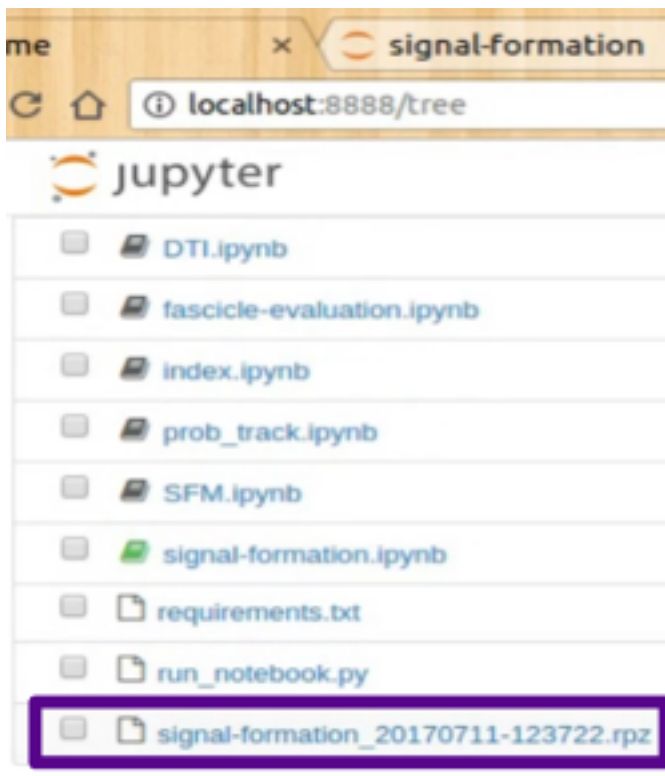 me × signal-formation
localhost:8888/tree
jupyter
DTI.ipynb
fascicle-evaluation.ipynb
index.ipynb
prob_track.ipynb
SFM.ipynb
signal-formation.ipynb
requirements.txt
run_notebook.py
signal-formation_20170711-123722.rpz